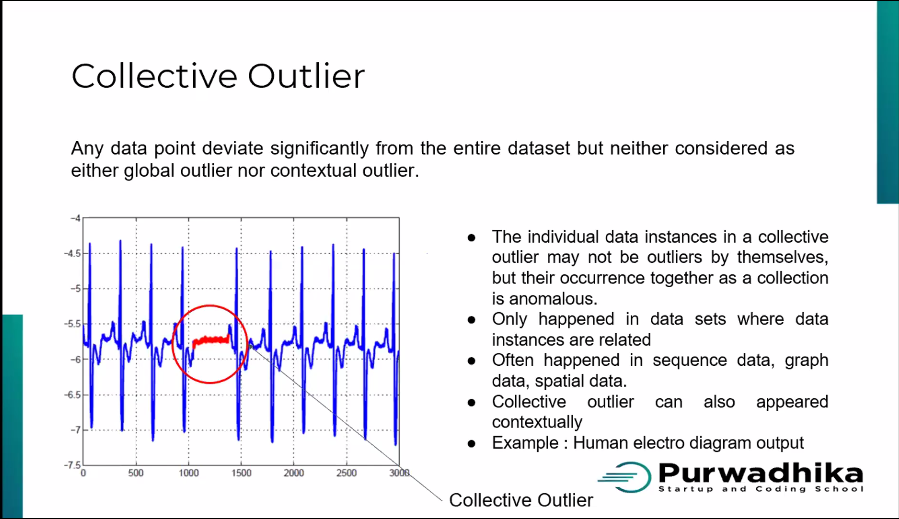 Collective Outlier
Any data point deviate significantly from the entire dataset but neither considered as
either global outlier nor contextual outlier.
-4
-4.5
-5
-5.5
-6
-6.5
-7
-7.5
0
500
1000
1500
2000
2500
3000
● The individual data instances in a collective
outlier may not be outliers by themselves,
but their occurrence together as a collection
is anomalous.
● Only happened in data sets where data
instances are related
● Often happened in sequence data, graph
data, spatial data.
● Collective outlier can also appeared
contextually
● Example : Human electro diagram output
Collective Outlier
Purwadhika
Startup and Coding School